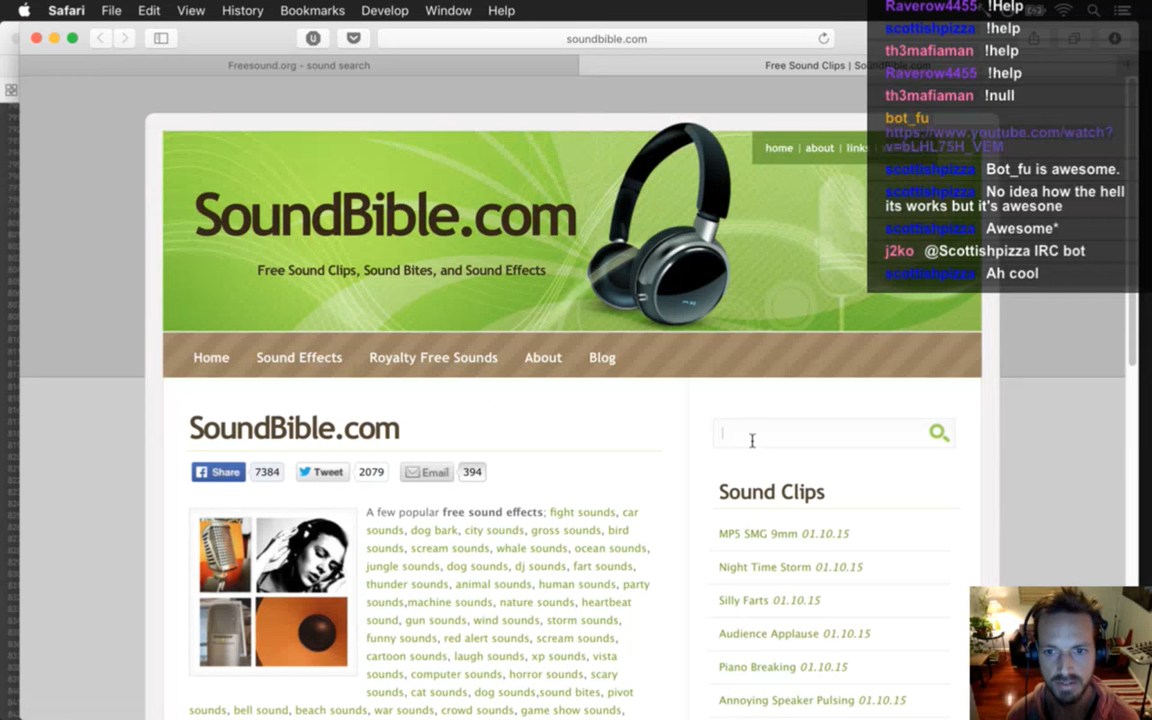 Safari File Edit View History Bookmarks Develop Window Help
soundbible.com
Freesound.org - sound search
Free Sound Clips | SoundBible.com
Raverow4455 !Help
scottishpizza !help
th3mafiaman !help
Raverow4455 !help
th3mafiaman !null
bot_fu
https://www.youtube.com/watch?
v=bLHL75H_VEM
scottishpizza Bot_fu is awesome.
scottishpizza No idea how the hell
its works but it's awesone
scottishpizza Awesome*
j2ko @Scottishpizza IRC bot
scottishpizza Ah cool
home | about | links
SoundBible.com
Free Sound Clips, Sound Bites, and Sound Effects
Home Sound Effects Royalty Free Sounds About Blog
SoundBible.com
Share 7384 Tweet 2079 Email 394
A few popular free sound effects; fight sounds, car
sounds, dog bark, city sounds, gross sounds, bird
sounds, scream sounds, whale sounds, ocean sounds,
jungle sounds, dog sounds, dj sounds, fart sounds,
thunder sounds, animal sounds, human sounds, party
sounds,machine sounds, nature sounds, heartbeat
sound, gun sounds, wind sounds, storm sounds,
funny sounds, red alert sounds, scream sounds,
cartoon sounds, laugh sounds, xp sounds, vista
sounds, computer sounds, horror sounds, scary
sounds, cat sounds, dog sounds,sound bites, pivot
sounds, bell sound, beach sounds, war sounds, crowd sounds, game show sounds,
Sound Clips
MP5 SMG 9mm 01.10.15
Night Time Storm 01.10.15
Silly Farts 01.10.15
Audience Applause 01.10.15
Piano Breaking 01.10.15
Annoying Speaker Pulsing 01.10.15